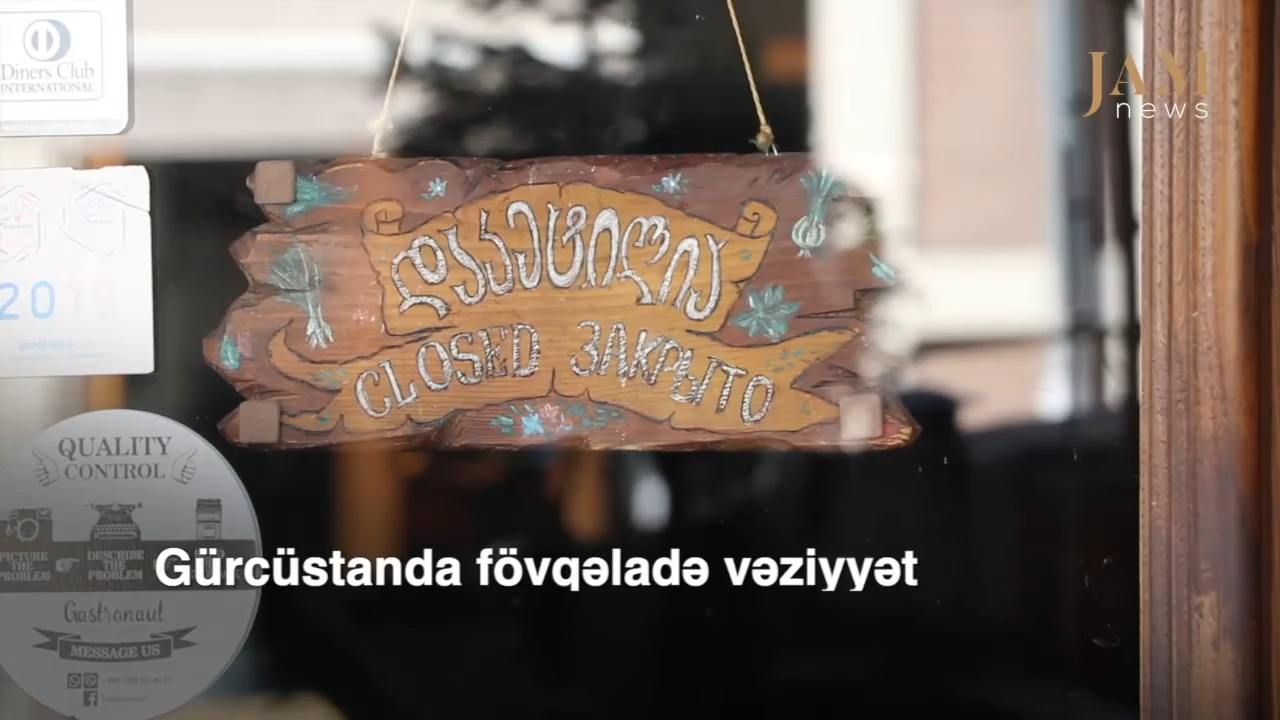 Diners Club
INTERNATIONAL
JAM
news
20
დაკეტილია
CLOSED ЗАКРЫТО
QUALITY
CONTROL
PICTURE
THE
PROBLEM
DESCRIBE
THE
PROBLEM
Gastronaut
MESSAGE US
Gürcüstanda fövqəladə vəziyyət